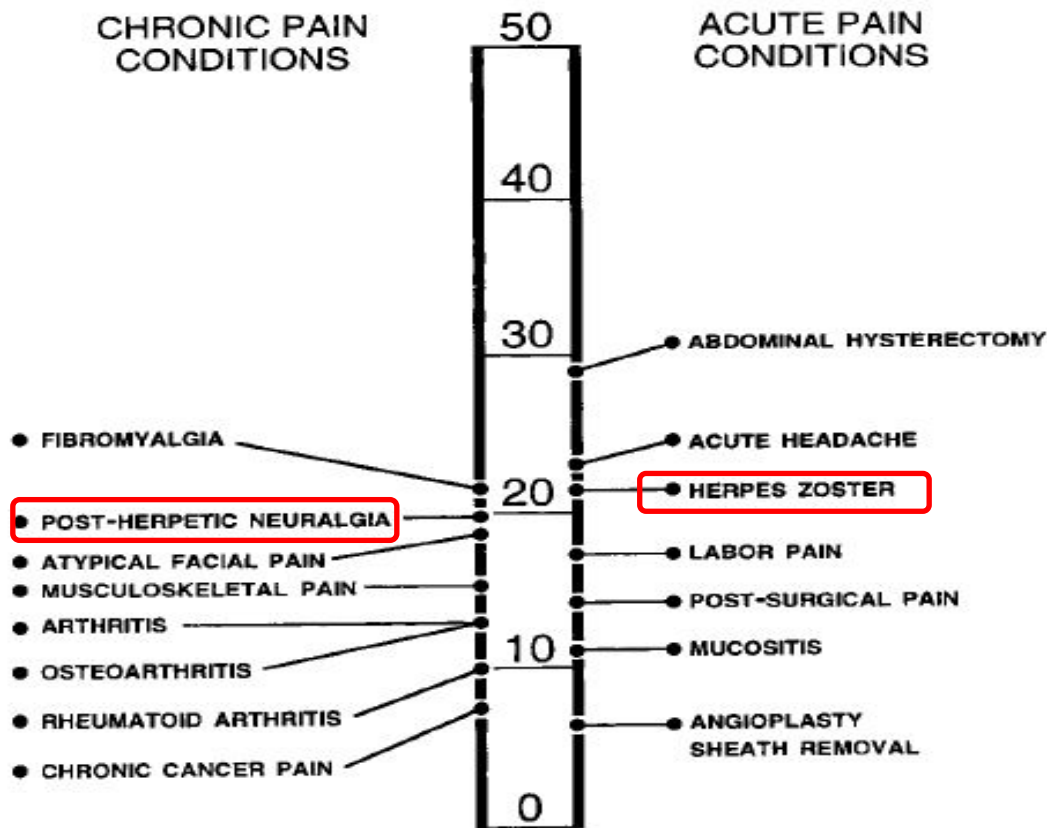 CHRONIC PAIN
CONDITIONS
50
40
30
20
10
0
ACUTE PAIN
CONDITIONS
● FIBROMYALGIA
● POST-HERPETIC NEURALGIA
● ATYPICAL FACIAL PAIN
● MUSCULOSKELETAL PAIN
● ARTHRITIS
● OSTEOARTHRITIS
● RHEUMATOID ARTHRITIS
● CHRONIC CANCER PAIN
● ABDOMINAL HYSTERECTOMY
● ACUTE HEADACHE
● HERPES ZOSTER
● LABOR PAIN
● POST-SURGICAL PAIN
● MUCOSITIS
● ANGIOPLASTY
SHEATH REMOVAL